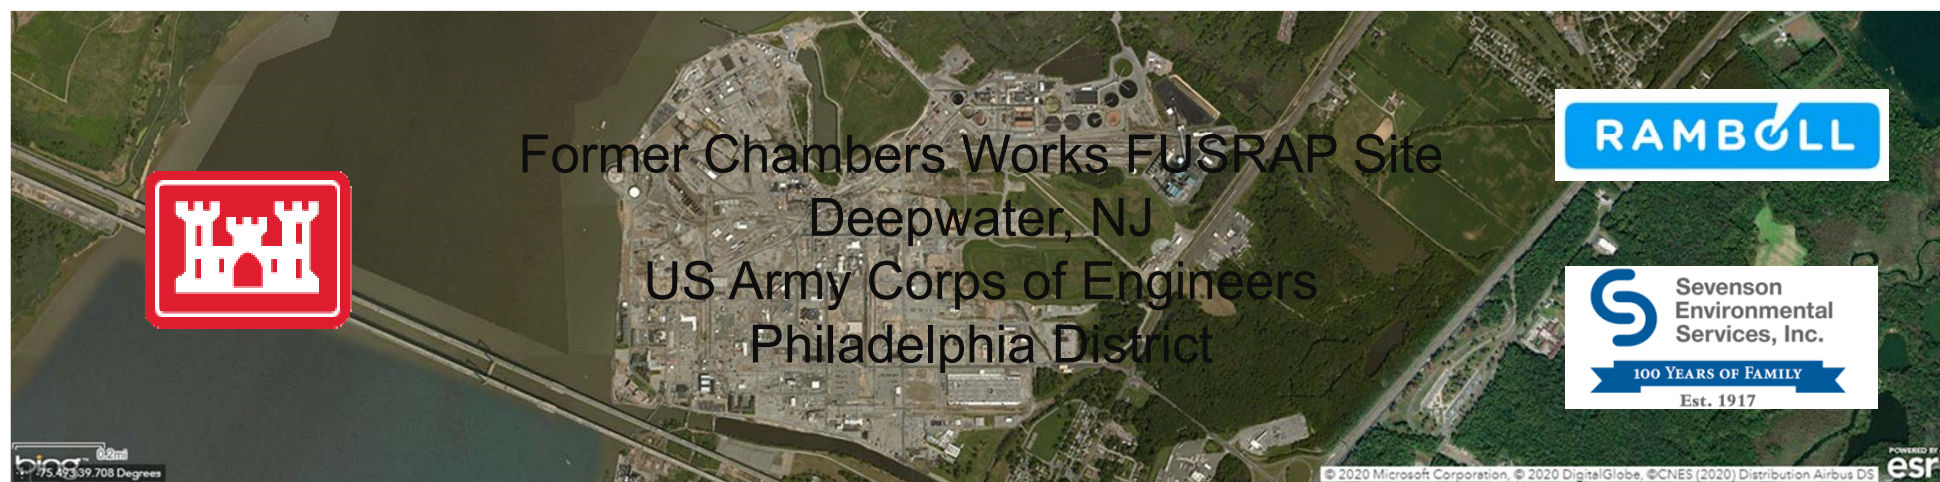 Former Chambers Works FUSRAP Site
Deepwater, NJ
US Army Corps of Engineers
Philadelphia District
RAMBOLL
Sevenson
Environmental
Services, Inc.
100 YEARS OF FAMILY
Est. 1917
0.2mi
bing
-75.493 39.708 Degrees
© 2020 Microsoft Corporation, © 2020 DigitalGlobe, ©CNES (2020) Distribution Airbus DS
POWERED BY
esr